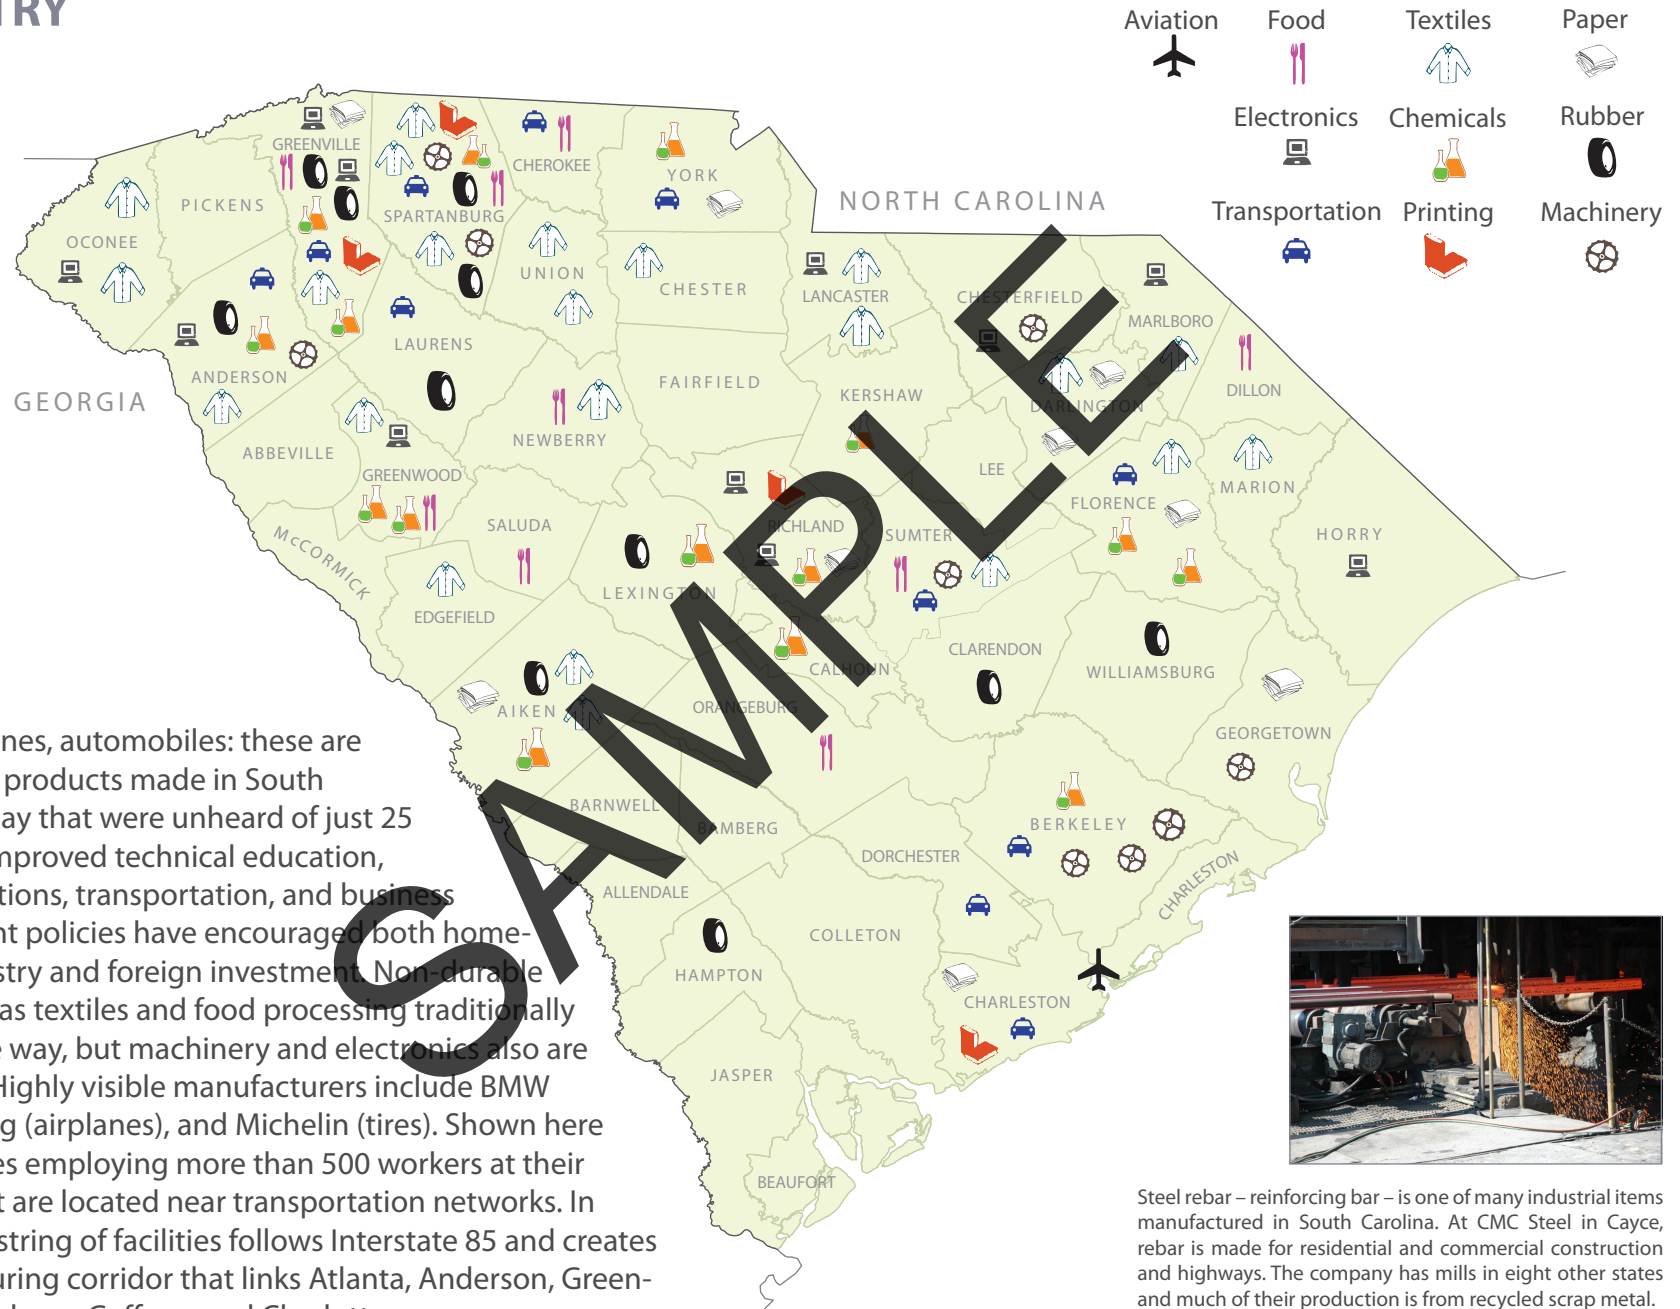 TRY
Aviation
Food
Textiles
Paper
Electronics
Chemicals
Rubber
Transportation
Printing
Machinery
NORTH CAROLINA
GEORGIA
GREENVILLE
CHEROKEE
YORK
PICKENS
SPARTANBURG
OCONEE
UNION
CHESTER
LANCASTER
CHESTERFIELD
MARLBORO
LAURENS
ANDERSON
FAIRFIELD
KERSHAW
DARLINGTON
DILLON
ABBEVILLE
NEWBERRY
GREENWOOD
LEE
FLORENCE
MARION
SALUDA
RICHLAND
SUMTER
HORRY
McCORMICK
EDGEFIELD
LEXINGTON
CALHOUN
CLARENDON
WILLIAMSBURG
AIKEN
ORANGEBURG
GEORGETOWN
BARNWELL
BAMBERG
BERKELEY
DORCHESTER
CHARLESTON
ALLENDALE
COLLETON
HAMPTON
CHARLESTON
JASPER
BEAUFORT
SAMPLE
nes, automobiles: these are
products made in South
ay that were unheard of just 25
mproved technical education,
tions, transportation, and business
nt policies have encouraged both home-
stry and foreign investment. Non-durable
as textiles and food processing traditionally
e way, but machinery and electronics also are
Highly visible manufacturers include BMW
g (airplanes), and Michelin (tires). Shown here
es employing more than 500 workers at their
t are located near transportation networks. In
string of facilities follows Interstate 85 and creates
uring corridor that links Atlanta, Anderson, Green-
Steel rebar – reinforcing bar – is one of many industrial items
manufactured in South Carolina. At CMC Steel in Cayce,
rebar is made for residential and commercial construction
and highways. The company has mills in eight other states
and much of their production is from recycled scrap metal.